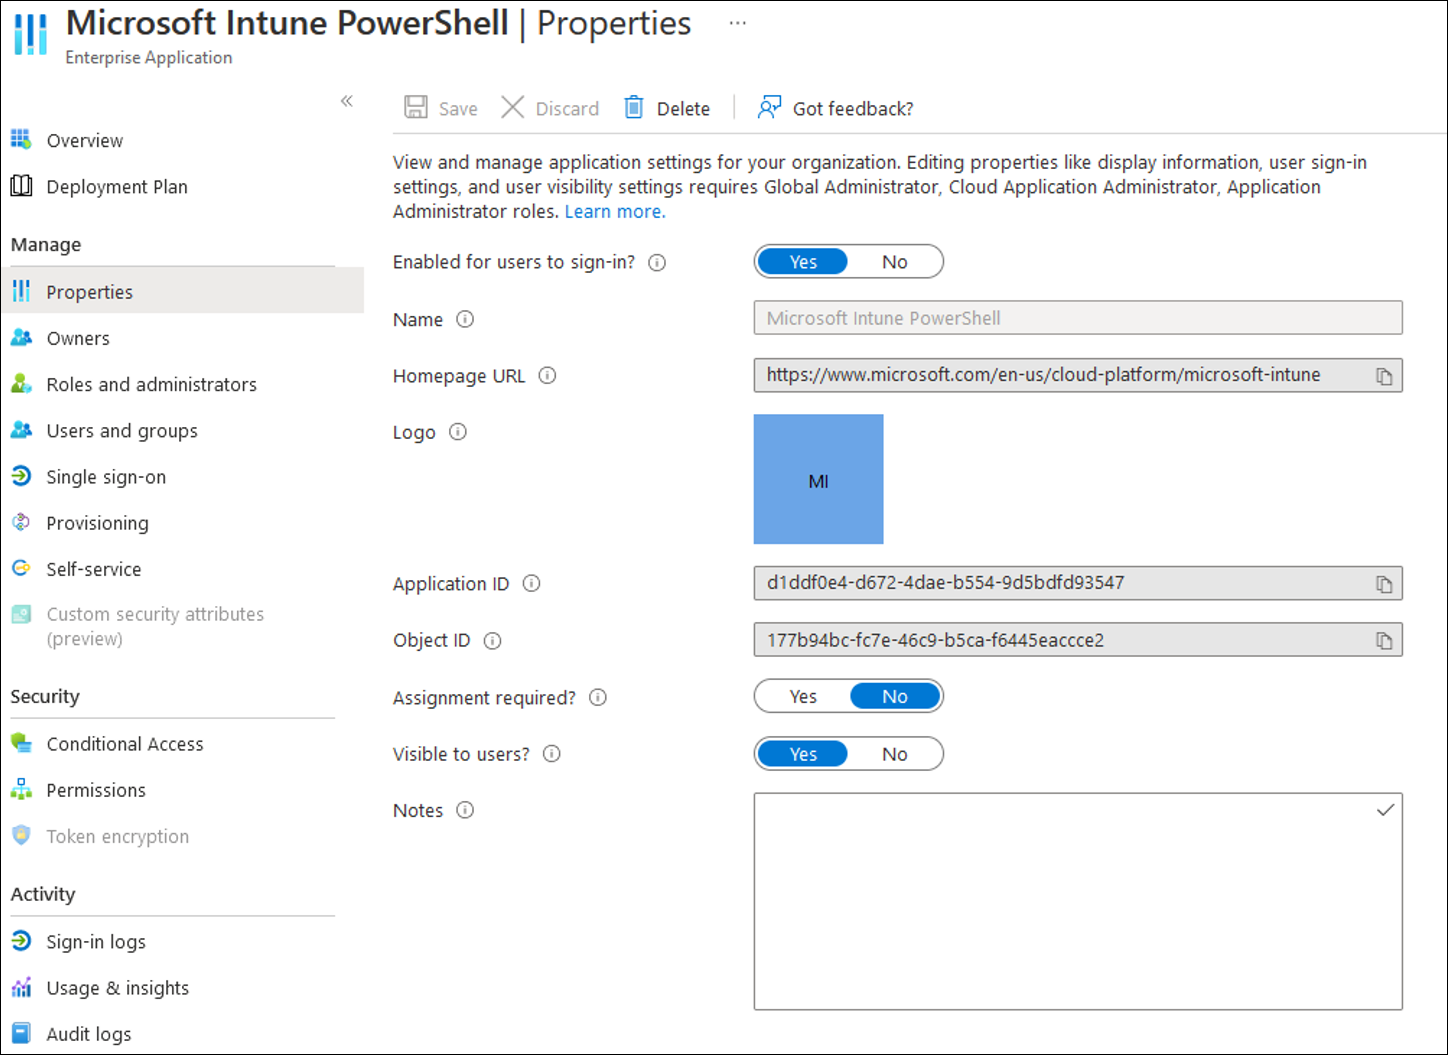 Microsoft Intune PowerShell | Properties ...
Enterprise Application
Save
Discard
Delete
Got feedback?
Overview
Deployment Plan
Manage
Properties
Owners
Roles and administrators
Users and groups
Single sign-on
Provisioning
Self-service
Custom security attributes
(preview)
Security
Conditional Access
Permissions
Token encryption
Activity
Sign-in logs
Usage & insights
Audit logs
View and manage application settings for your organization. Editing properties like display information, user sign-in
settings, and user visibility settings requires Global Administrator, Cloud Application Administrator, Application
Administrator roles. Learn more.
Enabled for users to sign-in? Yes No
Name Microsoft Intune PowerShell
Homepage URL https://www.microsoft.com/en-us/cloud-platform/microsoft-intune
Logo
MI
Application ID d1ddf0e4-d672-4dae-b554-9d5bdfd93547
Object ID 177b94bc-fc7e-46c9-b5ca-f6445eaccce2
Assignment required? Yes No
Visible to users? Yes No
Notes